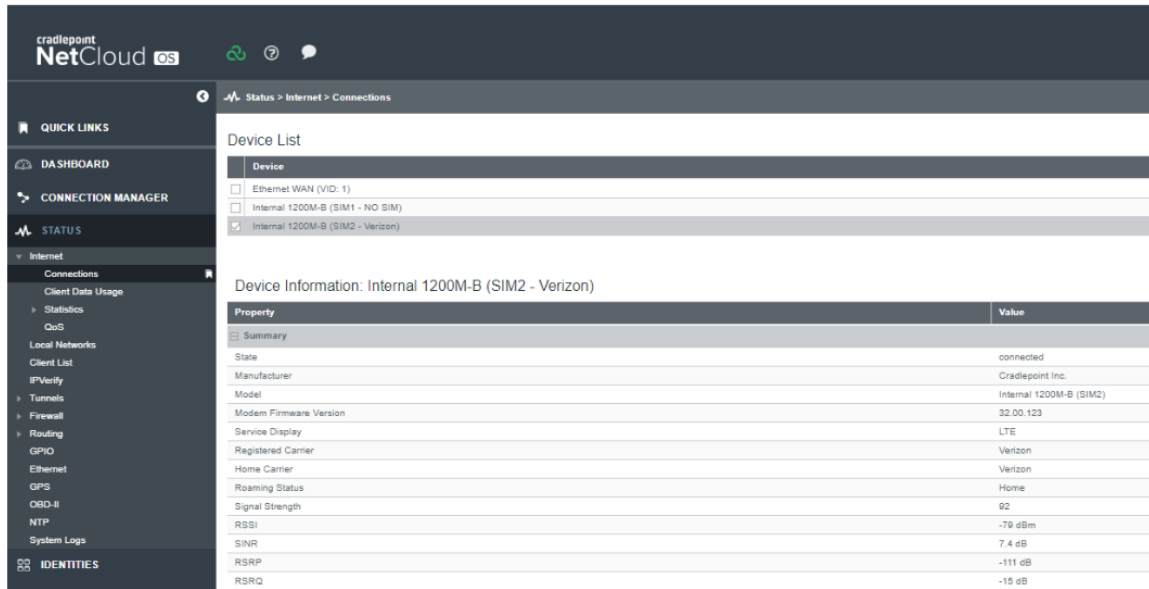 cradlepoint
NetCloud OS
Status > Internet > Connections
QUICK LINKS
DASHBOARD
CONNECTION MANAGER
STATUS
Internet
Connections
Client Data Usage
Statistics
QoS
Local Networks
Client List
IPVerify
Tunnels
Firewall
Routing
GPIO
Ethernet
GPS
OBD-II
NTP
System Logs
IDENTITIES
Device List
Device
Ethernet WAN (VID: 1)
Internal 1200M-B (SIM1 - NO SIM)
Internal 1200M-B (SIM2 - Verizon)
Device Information: Internal 1200M-B (SIM2 - Verizon)
Property Value
Summary
State connected
Manufacturer Cradlepoint Inc.
Model Internal 1200M-B (SIM2)
Modem Firmware Version 32.00.123
Service Display LTE
Registered Carrier Verizon
Home Carrier Verizon
Roaming Status Home
Signal Strength 92
RSSI -79 dBm
SINR 7.4 dB
RSRP -111 dB
RSRQ -15 dB